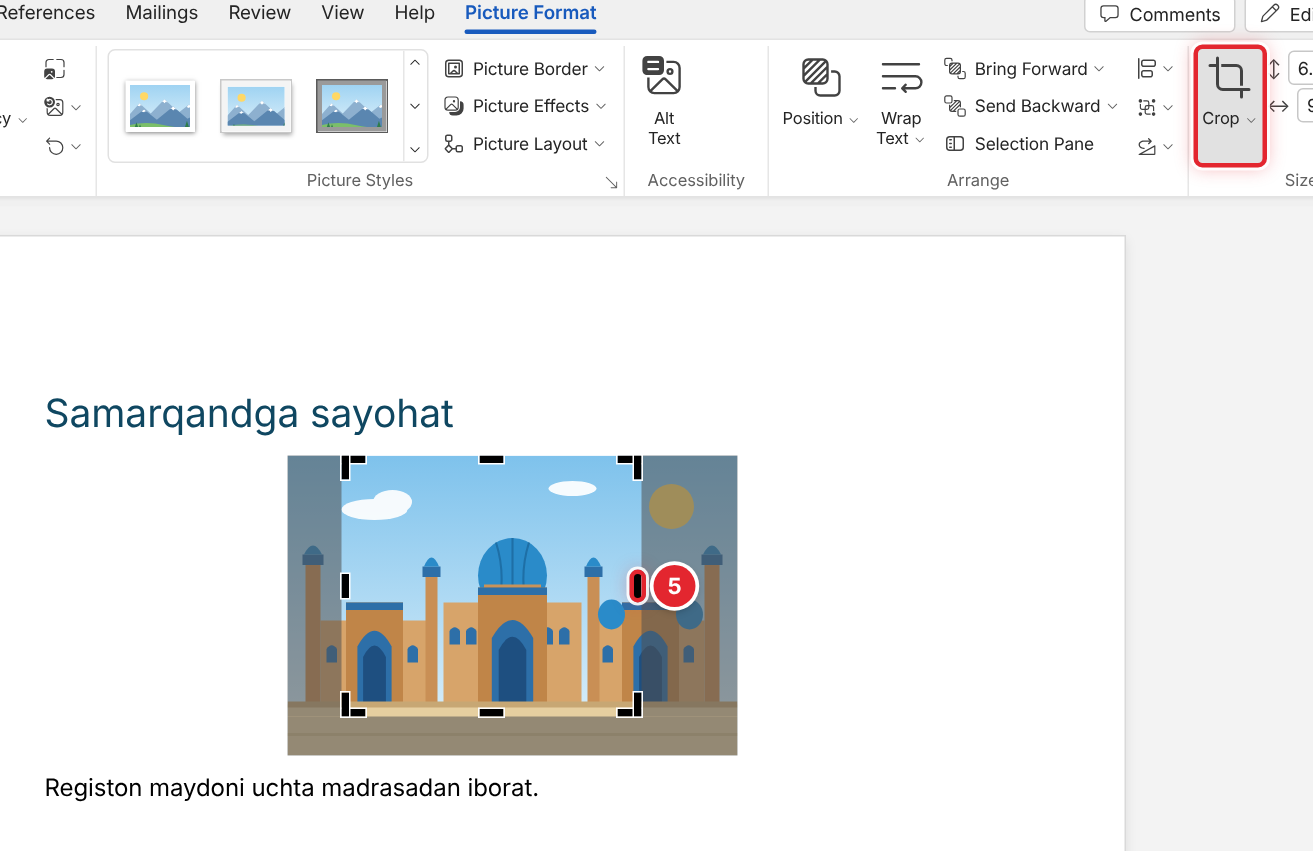 References Mailings Review View Help Picture Format Comments
Picture Border
Picture Effects
Picture Layout
Picture Styles
Alt
Text
Accessibility
Position
Wrap
Text
Bring Forward
Send Backward
Selection Pane
Arrange
Crop
6.
Samarqandga sayohat
5
Registon maydoni uchta madrasadan iborat.